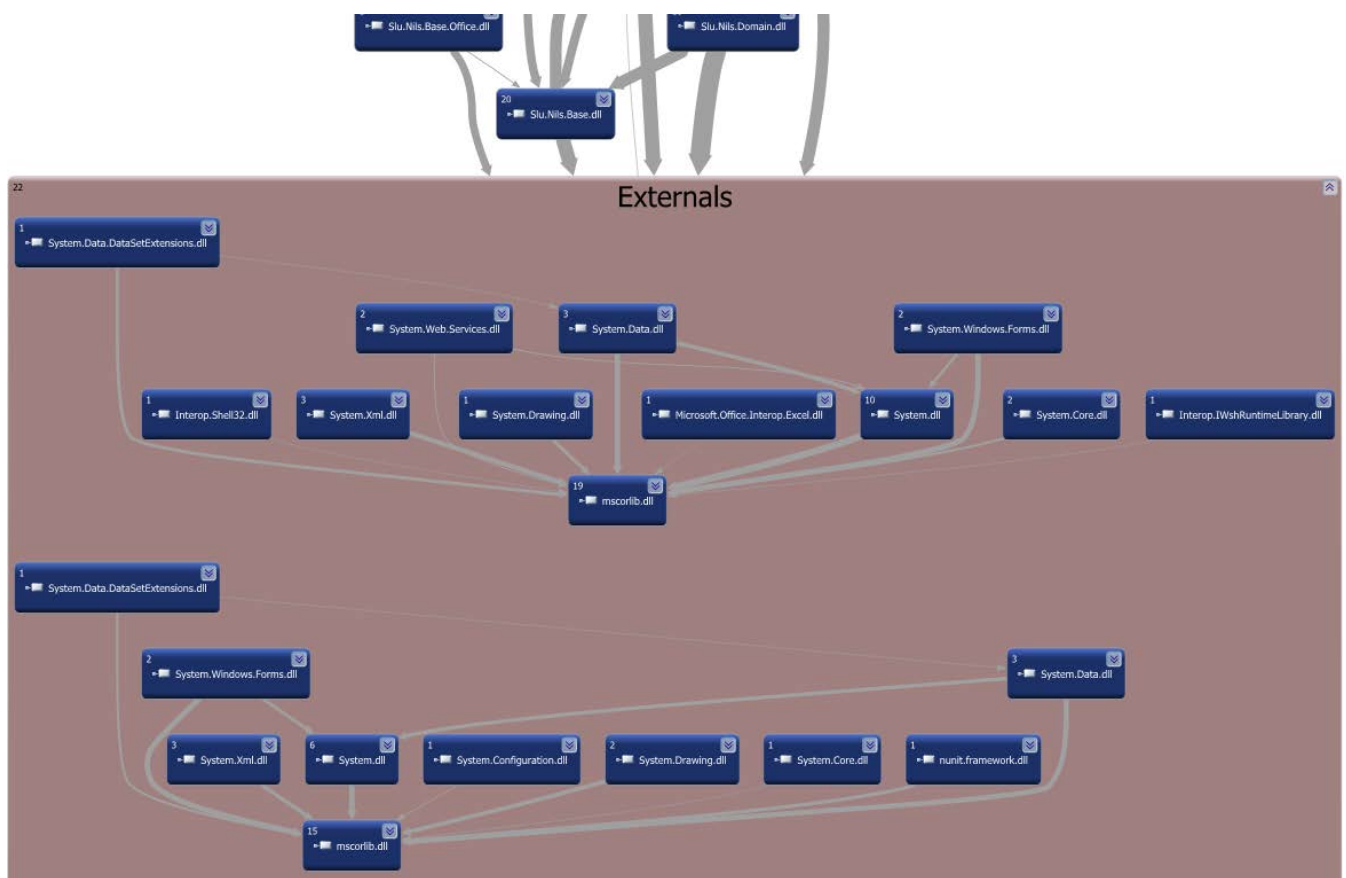 Slu.Nils.Base.Office.dll
Slu.Nils.Domain.dll
20
Slu.Nils.Base.dll
22
Externals
1
System.Data.DataSetExtensions.dll
2
System.Web.Services.dll
3
System.Data.dll
2
System.Windows.Forms.dll
1
Interop.Shell32.dll
3
System.Xml.dll
1
System.Drawing.dll
1
Microsoft.Office.Interop.Excel.dll
10
System.dll
2
System.Core.dll
1
Interop.IWshRuntimeLibrary.dll
19
mscorlib.dll
1
System.Data.DataSetExtensions.dll
2
System.Windows.Forms.dll
3
System.Data.dll
3
System.Xml.dll
6
System.dll
1
System.Configuration.dll
2
System.Drawing.dll
1
System.Core.dll
1
nunit.framework.dll
15
mscorlib.dll